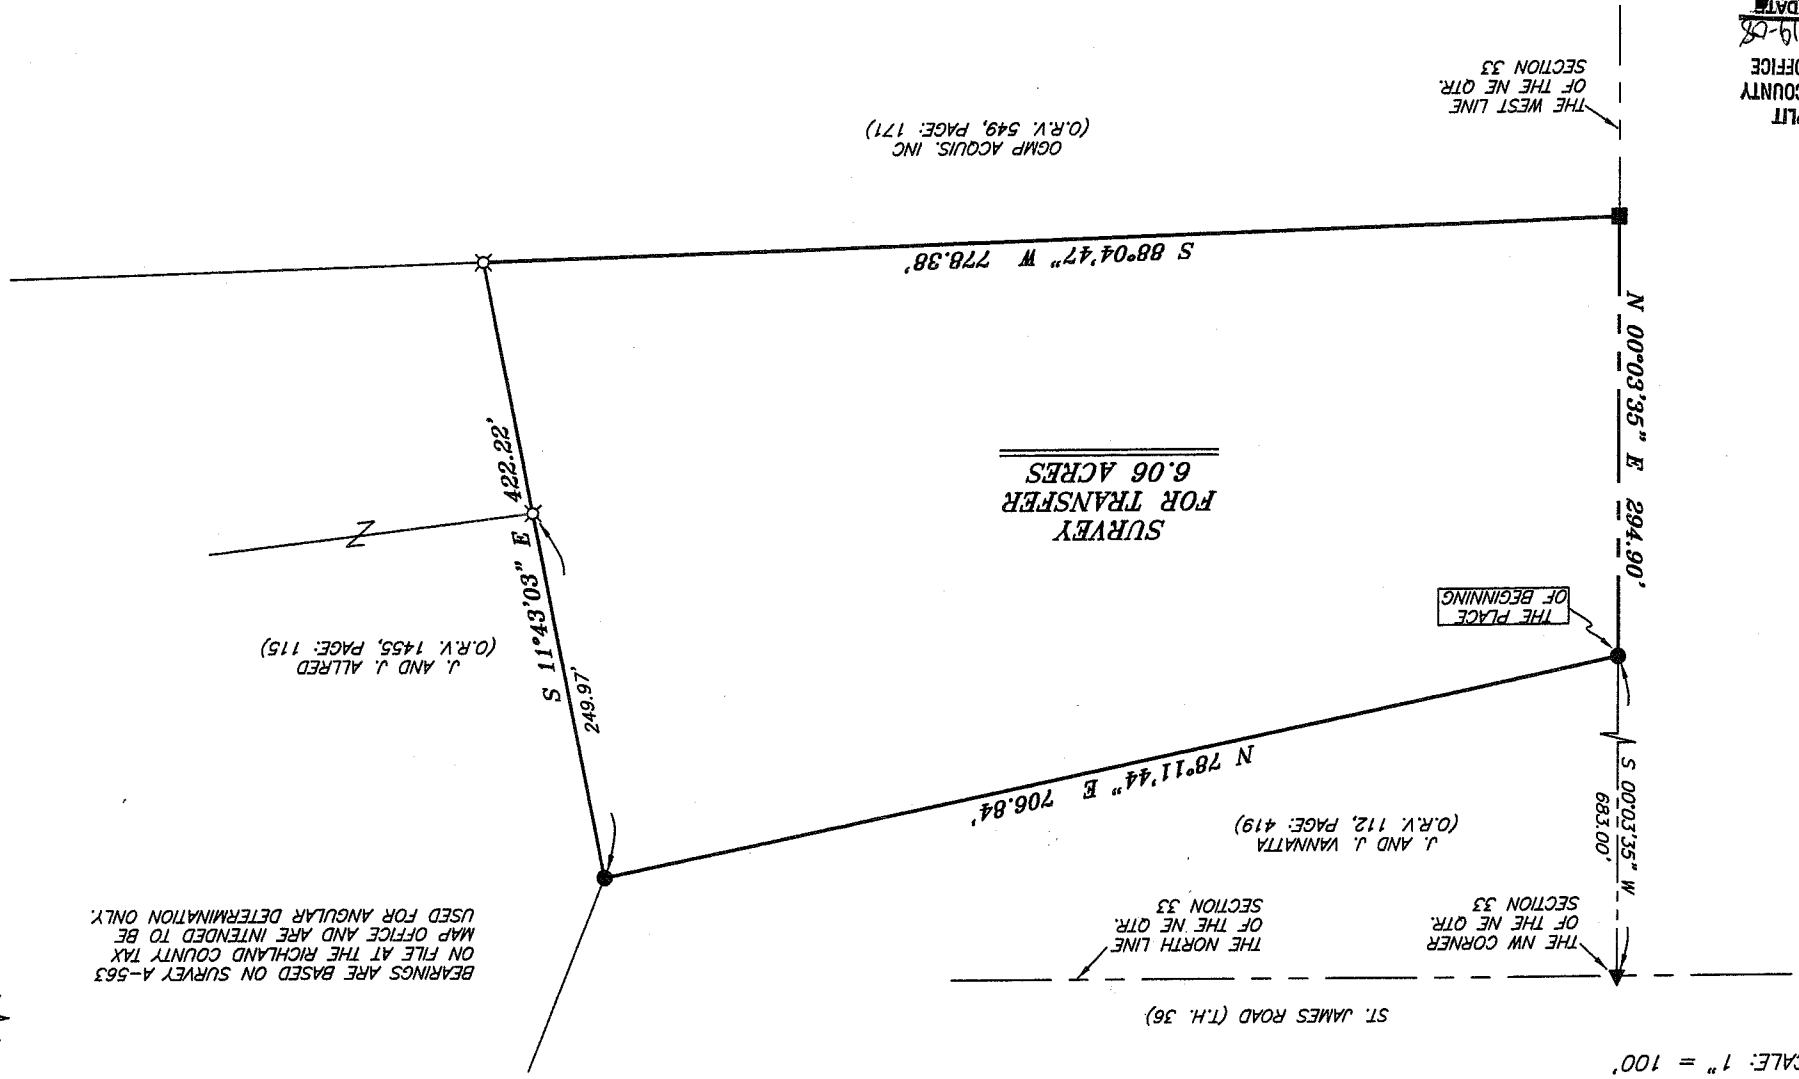 SCALE: 1" = 100'
ST. JAMES ROAD (T.H. 36)
THE NW CORNER
OF THE NE QTR.
SECTION 33
THE NORTH LINE
OF THE NE QTR.
SECTION 33
BEARINGS ARE BASED ON SURVEY A-563
ON FILE AT THE RICHLAND COUNTY TAX
MAP OFFICE AND ARE INTENDED TO BE
USED FOR ANGULAR DETERMINATION ONLY.
S 00°03'35" W
683.00'
J. AND J. VANNATTA
(O.R.V. 112, PAGE: 419)
N 78°11'44" E 706.84'
THE PLACE
OF BEGINNING
J. AND J. ALLRED
(O.R.V. 1455, PAGE: 115)
249.97'
S 11°43'03" E 422.22'
SURVEY
FOR TRANSFER
6.06 ACRES
N 00°03'35" E 294.90'
S 88°04'47" W 778.38'
OGMP ACQUIS. INC
(O.R.V. 549, PAGE: 171)
THE WEST LINE
OF THE NE QTR.
SECTION 33
PLIT
COUNTY
OFFICE
DATE